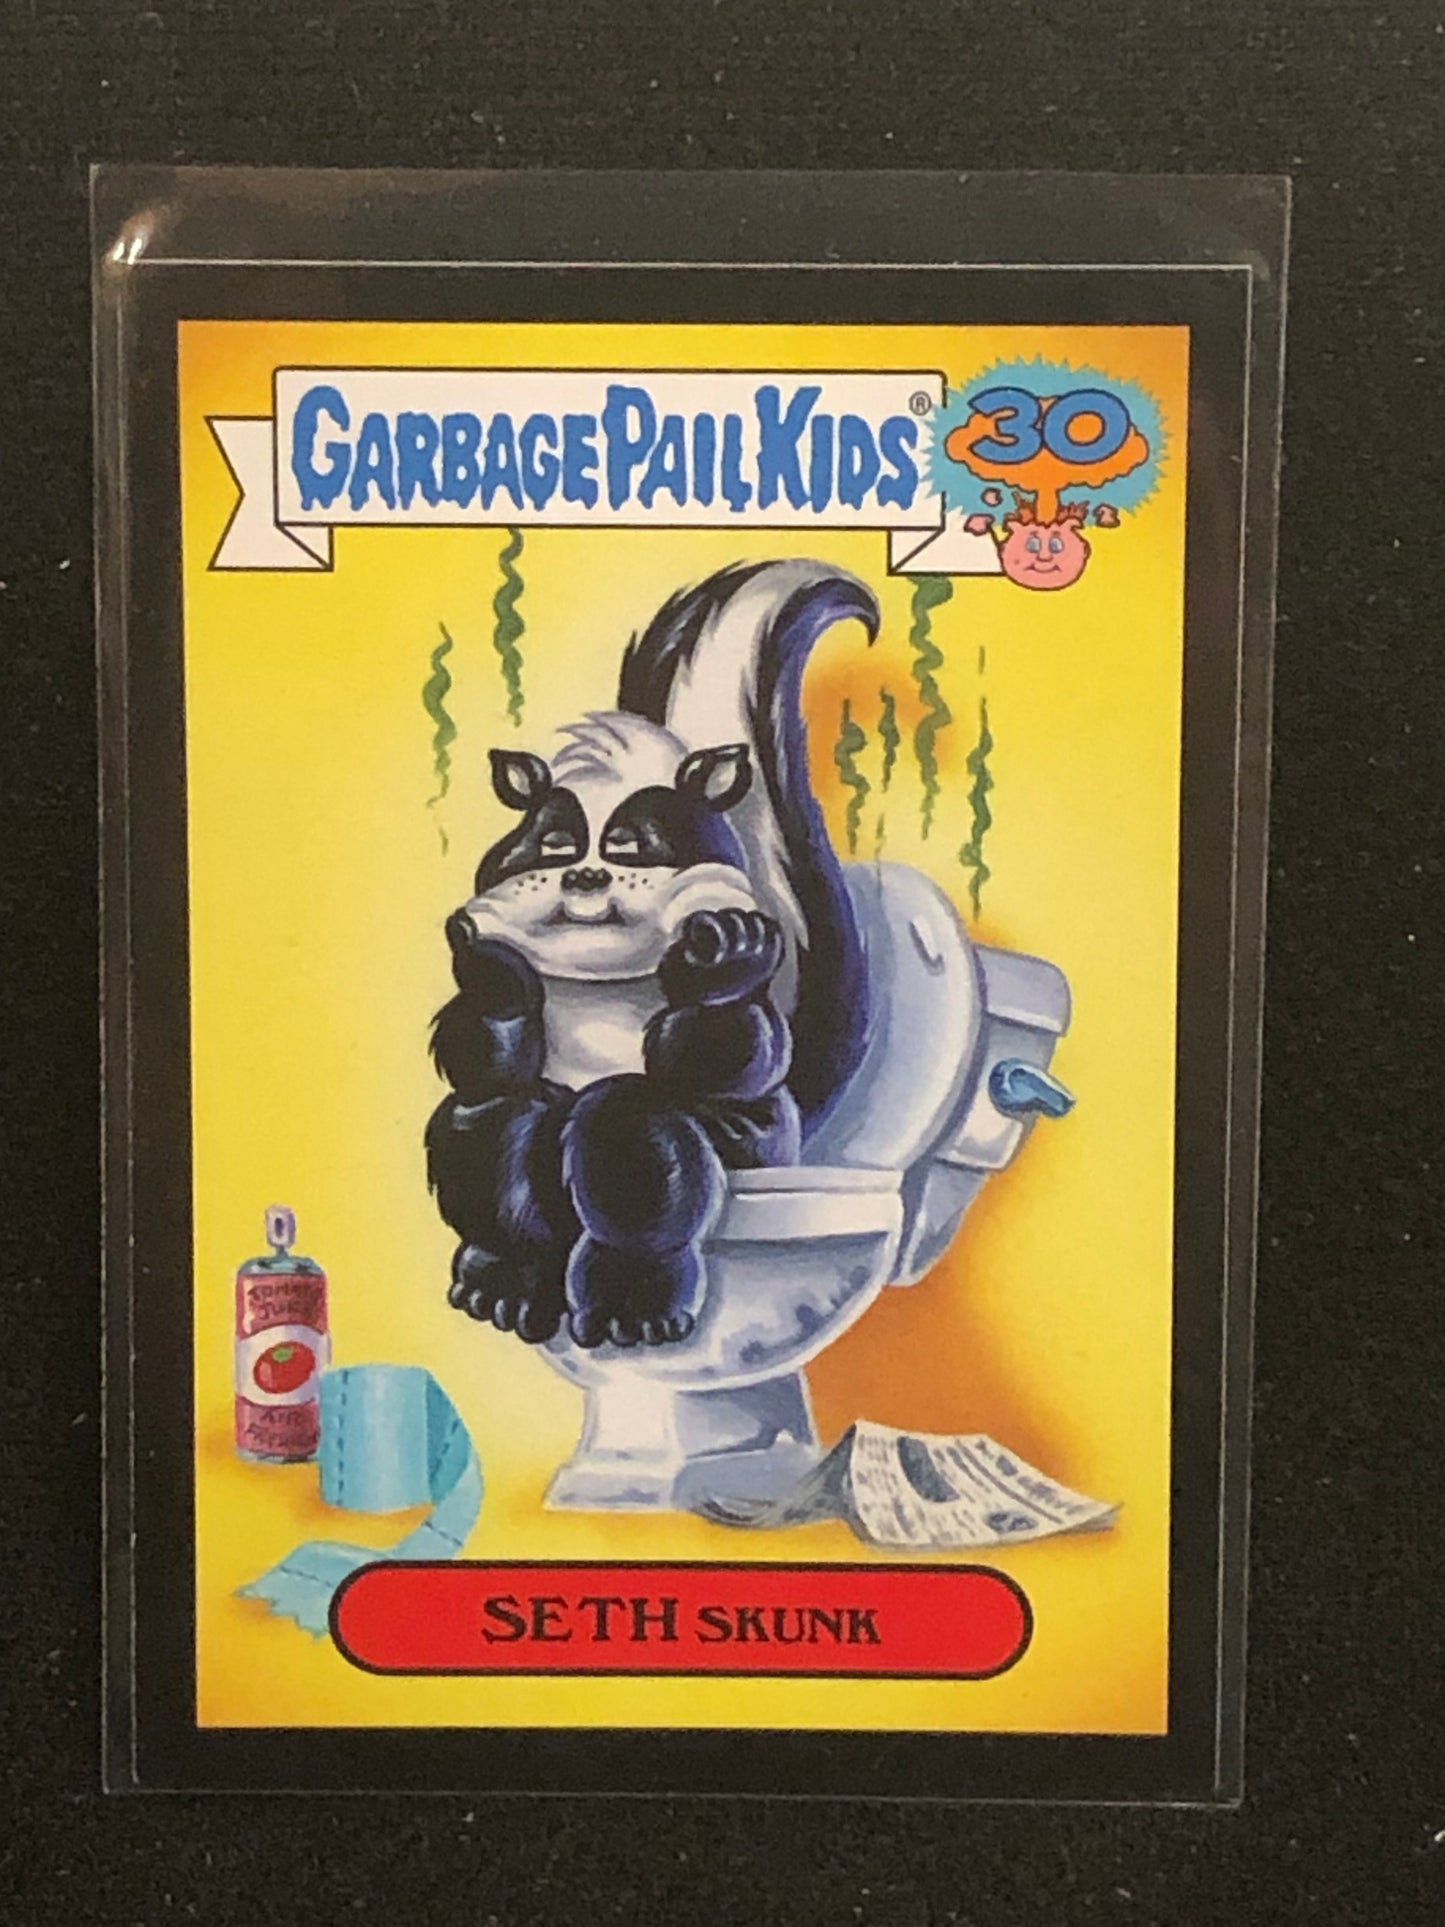 GARBAGE PAIL KIDS® 30
TOMATO
JUICE
AIR
FRESHENER
SETH SKUNK